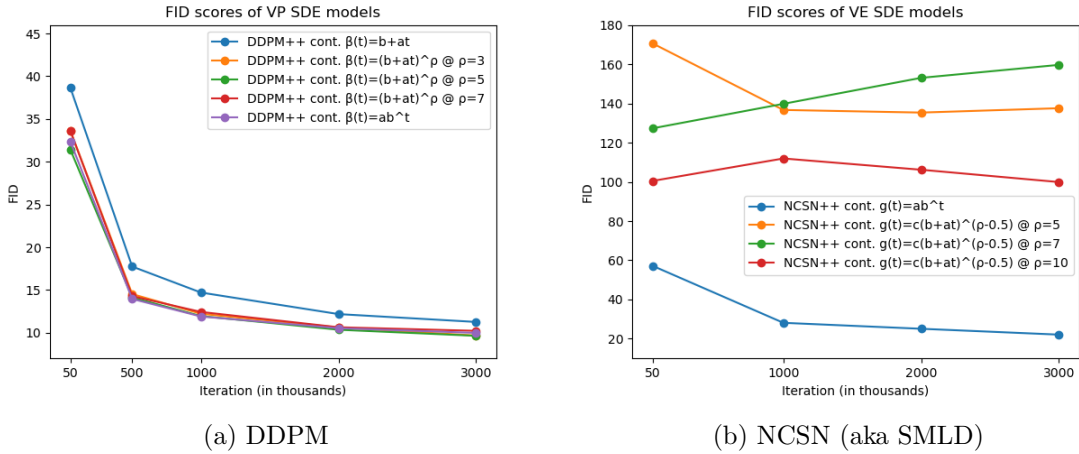 FID scores of VP SDE models
DDPM++ cont. β(t)=b+at
DDPM++ cont. β(t)=(b+at)^ρ @ ρ=3
DDPM++ cont. β(t)=(b+at)^ρ @ ρ=5
DDPM++ cont. β(t)=(b+at)^ρ @ ρ=7
DDPM++ cont. β(t)=ab^t
45
40
35
30
25
20
15
10
FID
50 500 1000 2000 3000
Iteration (in thousands)
(a) DDPM
FID scores of VE SDE models
180
160
140
120
100
80
60
40
20
FID
NCSN++ cont. g(t)=ab^t
NCSN++ cont. g(t)=c(b+at)^(ρ-0.5) @ ρ=5
NCSN++ cont. g(t)=c(b+at)^(ρ-0.5) @ ρ=7
NCSN++ cont. g(t)=c(b+at)^(ρ-0.5) @ ρ=10
50 1000 2000 3000
Iteration (in thousands)
(b) NCSN (aka SMLD)